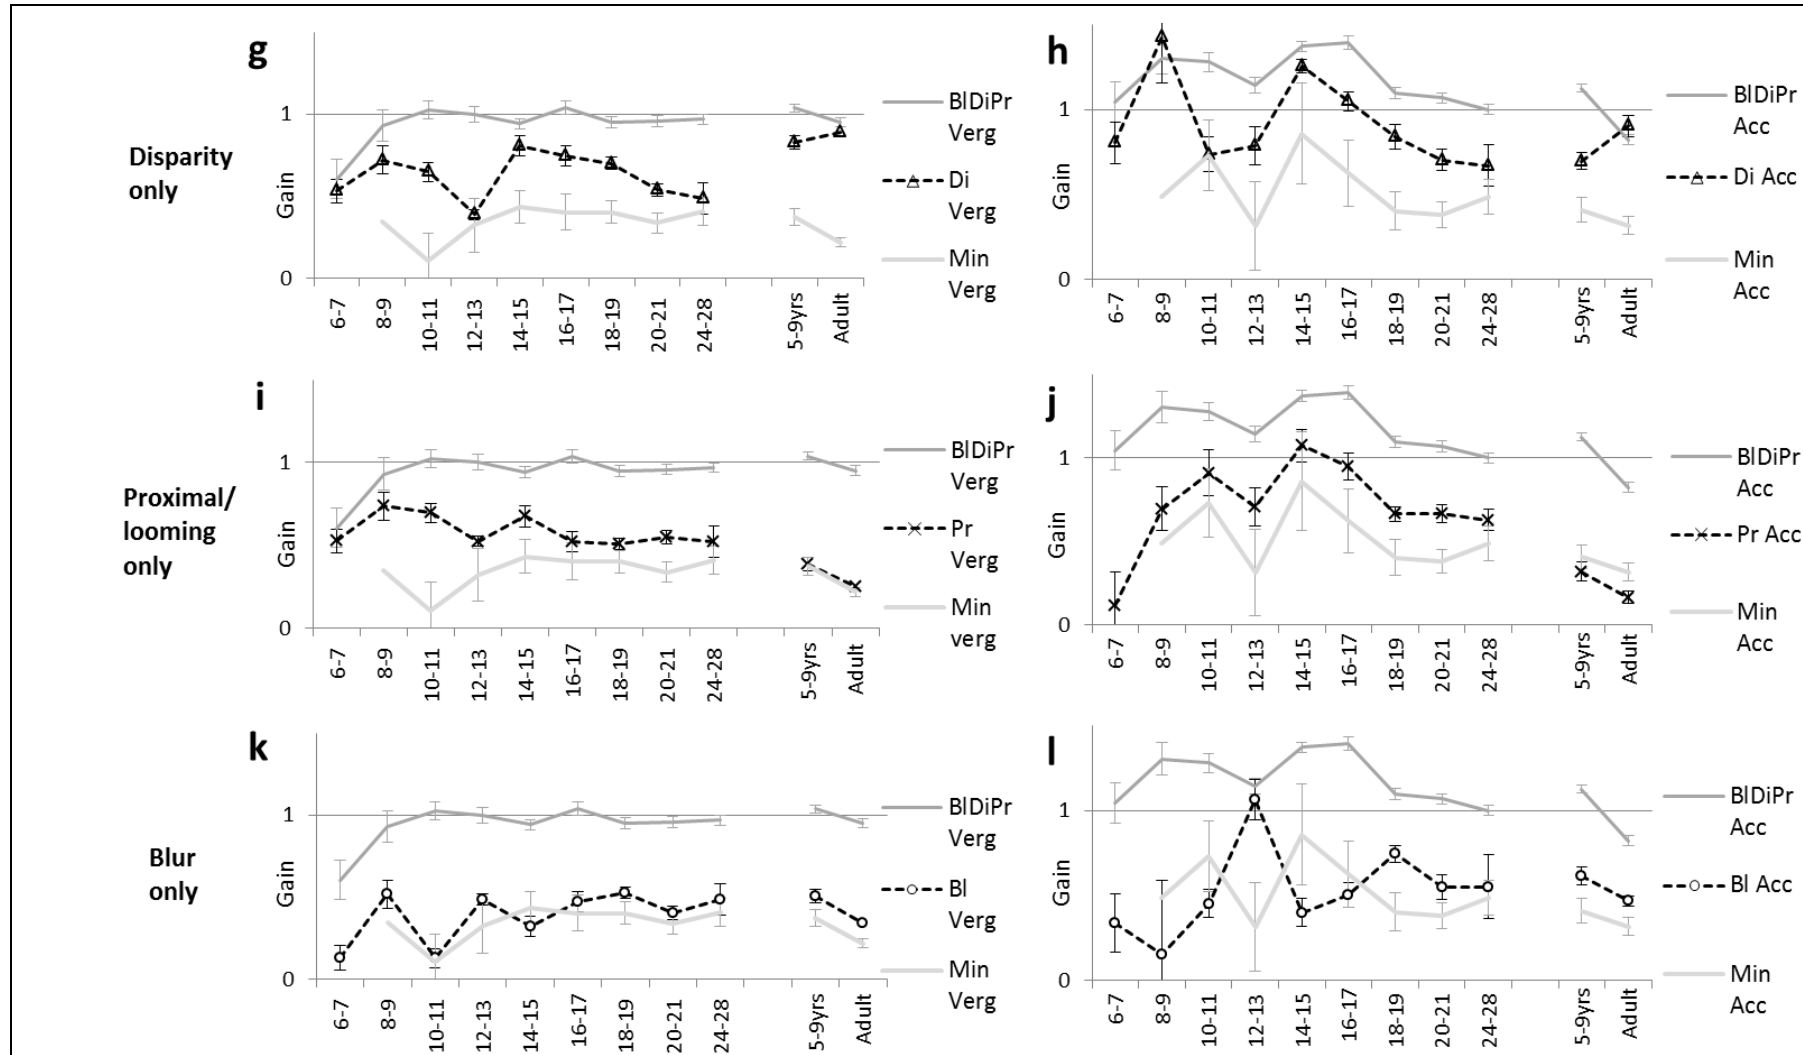 g
Disparity
only
Gain
1
0
6-7
8-9
10-11
12-13
14-15
16-17
18-19
20-21
24-28
5-9yrs
Adult
BlDiPr
Verg
Di
Verg
Min
Verg
h
Gain
1
0
6-7
8-9
10-11
12-13
14-15
16-17
18-19
20-21
24-28
5-9yrs
Adult
BlDiPr
Acc
Di Acc
Min
Acc
i
Proximal/
looming
only
Gain
1
0
6-7
8-9
10-11
12-13
14-15
16-17
18-19
20-21
24-28
5-9yrs
Adult
BlDiPr
Verg
Pr
Verg
Min
verg
j
Gain
1
0
6-7
8-9
10-11
12-13
14-15
16-17
18-19
20-21
24-28
5-9yrs
Adult
BlDiPr
Acc
Pr Acc
Min
Acc
k
Blur
only
Gain
1
0
6-7
8-9
10-11
12-13
14-15
16-17
18-19
20-21
24-28
5-9yrs
Adult
BlDiPr
Verg
Bl
Verg
Min
Verg
l
Gain
1
0
6-7
8-9
10-11
12-13
14-15
16-17
18-19
20-21
24-28
5-9yrs
Adult
BlDiPr
Acc
Bl Acc
Min
Acc